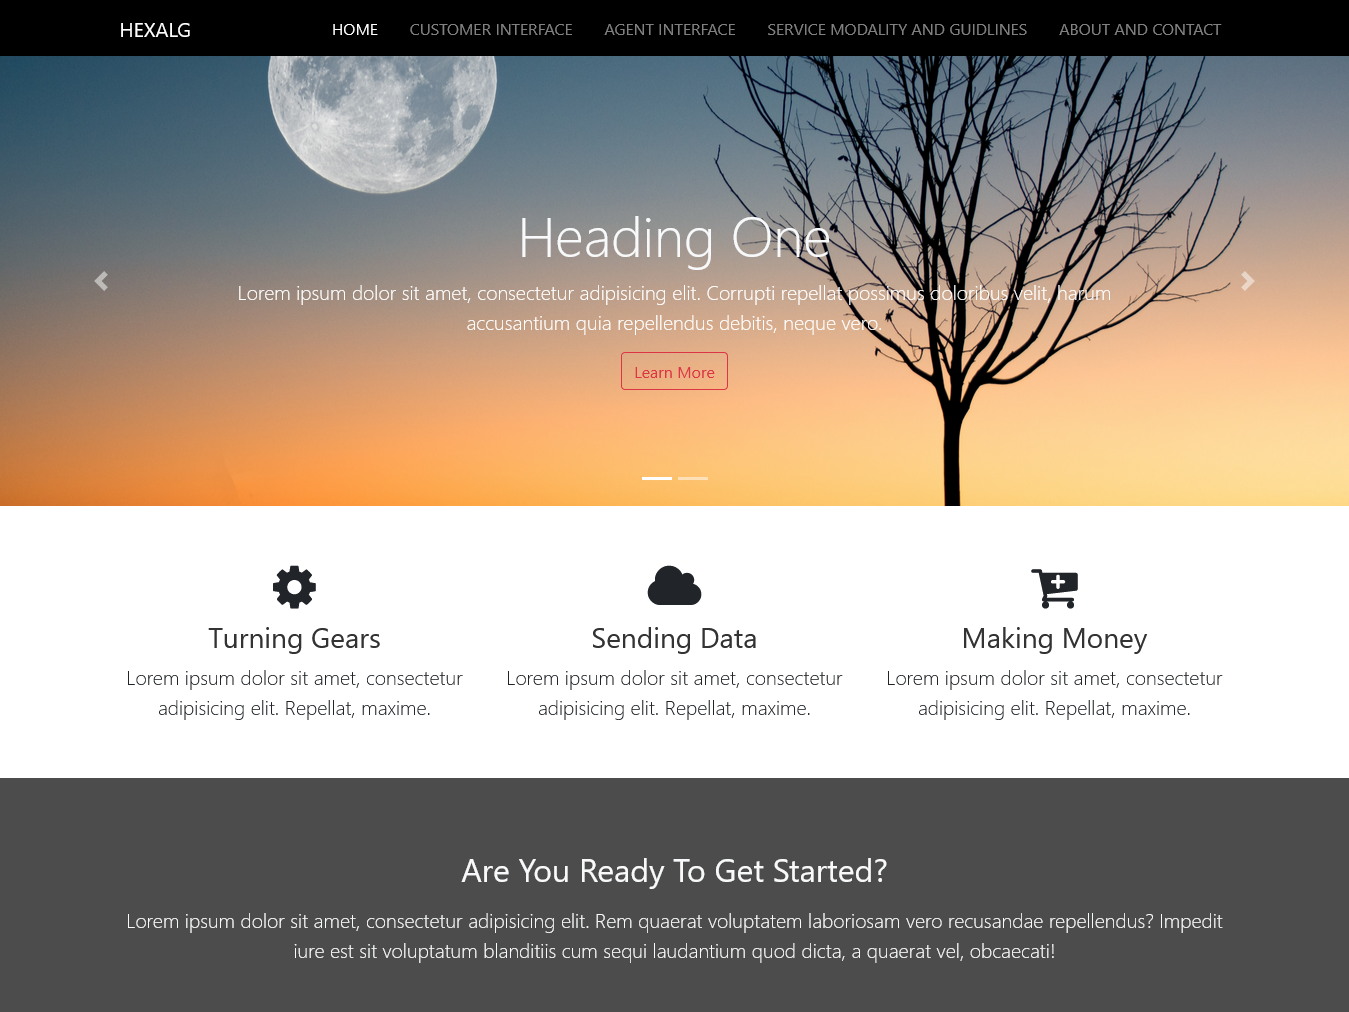 HEXALG
HOME
CUSTOMER INTERFACE
AGENT INTERFACE
SERVICE MODALITY AND GUIDLINES
ABOUT AND CONTACT
Heading One
Lorem ipsum dolor sit amet, consectetur adipisicing elit. Corrupti repellat possimus doloribus velit, harum
accusantium quia repellendus debitis, neque vero.
Learn More
Turning Gears
Lorem ipsum dolor sit amet, consectetur
adipisicing elit. Repellat, maxime.
Sending Data
Lorem ipsum dolor sit amet, consectetur
adipisicing elit. Repellat, maxime.
Making Money
Lorem ipsum dolor sit amet, consectetur
adipisicing elit. Repellat, maxime.
Are You Ready To Get Started?
Lorem ipsum dolor sit amet, consectetur adipisicing elit. Rem quaerat voluptatem laboriosam vero recusandae repellendus? Impedit
iure est sit voluptatum blanditiis cum sequi laudantium quod dicta, a quaerat vel, obcaecati!